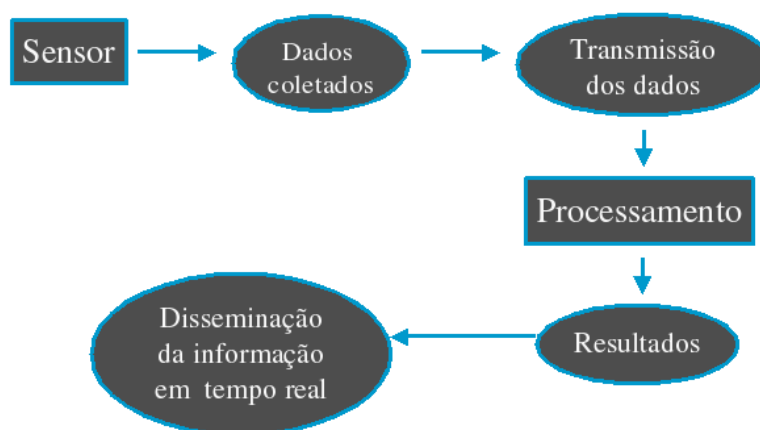 Sensor
Dados
coletados
Transmissão
dos dados
Processamento
Resultados
Disseminação
da informação
em tempo real